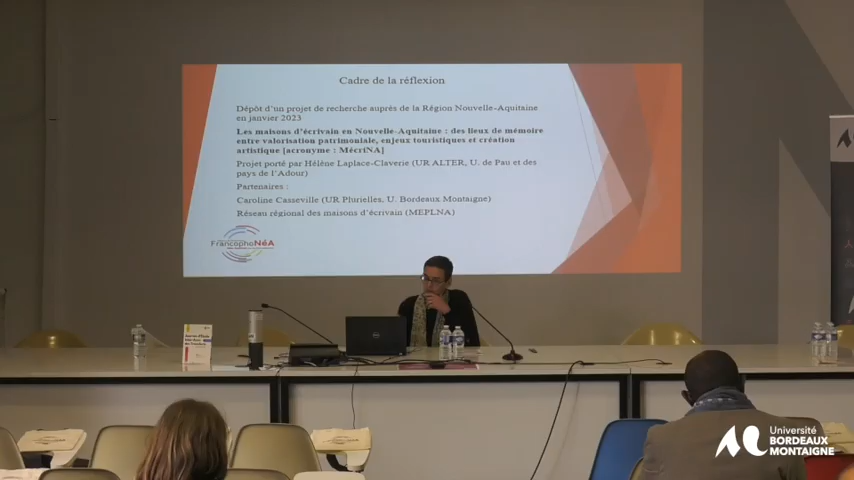 Cadre de la réflexion
Dépôt d'un projet de recherche auprès de la Région Nouvelle-Aquitaine
en janvier 2023
Les maisons d'écrivain en Nouvelle-Aquitaine : des lieux de mémoire
entre valorisation patrimoniale, enjeux touristiques et création
artistique [acronyme : MécriNA]
Projet porté par Hélène Laplace-Claverie (UR ALTER, U. de Pau et des
pays de l'Adour)
Partenaires :
Caroline Casseville (UR Plurielles, U. Bordeaux Montaigne)
Réseau régional des maisons d'écrivain (MEPLNA)
FrancophoNéA
Université
BORDEAUX
MONTAIGNE